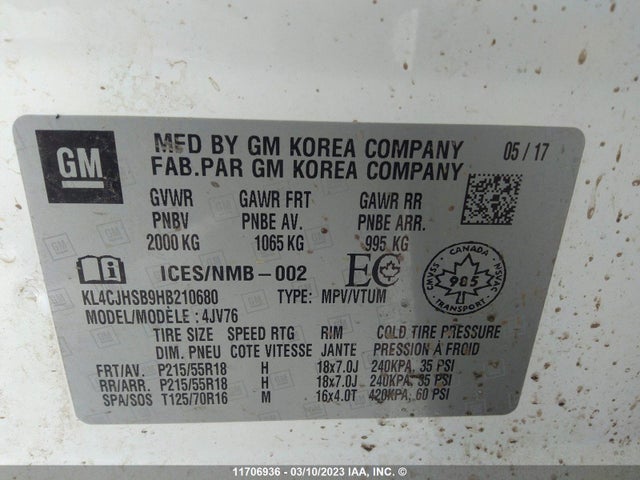 GM
MFD BY GM KOREA COMPANY 05 / 17
FAB.PAR GM KOREA COMPANY
GVWR GAWR FRT GAWR RR
PNBV PNBE AV. PNBE ARR.
2000 KG 1065 KG 995 KG
ICES/NMB-002 EC
CANADA
CMVSS 905 NSVAC
KL4CJHSB9HB210680 TYPE: MPV/VTUM
MODEL/MODÈLE : 4JV76
TIRE SIZE SPEED RTG RIM COLD TIRE PRESSURE
DIM. PNEU COTE VITESSE JANTE PRESSION À FROID
FRT/AV. P215/55R18 H 18x7.0J 240KPA, 35 PSI
RR/ARR. P215/55R18 H 18x7.0J 240KPA, 35 PSI
SPA/SOS T125/70R16 M 16x4.0T 420KPA, 60 PSI
11706936 - 03/10/2023 IAA, INC. ©